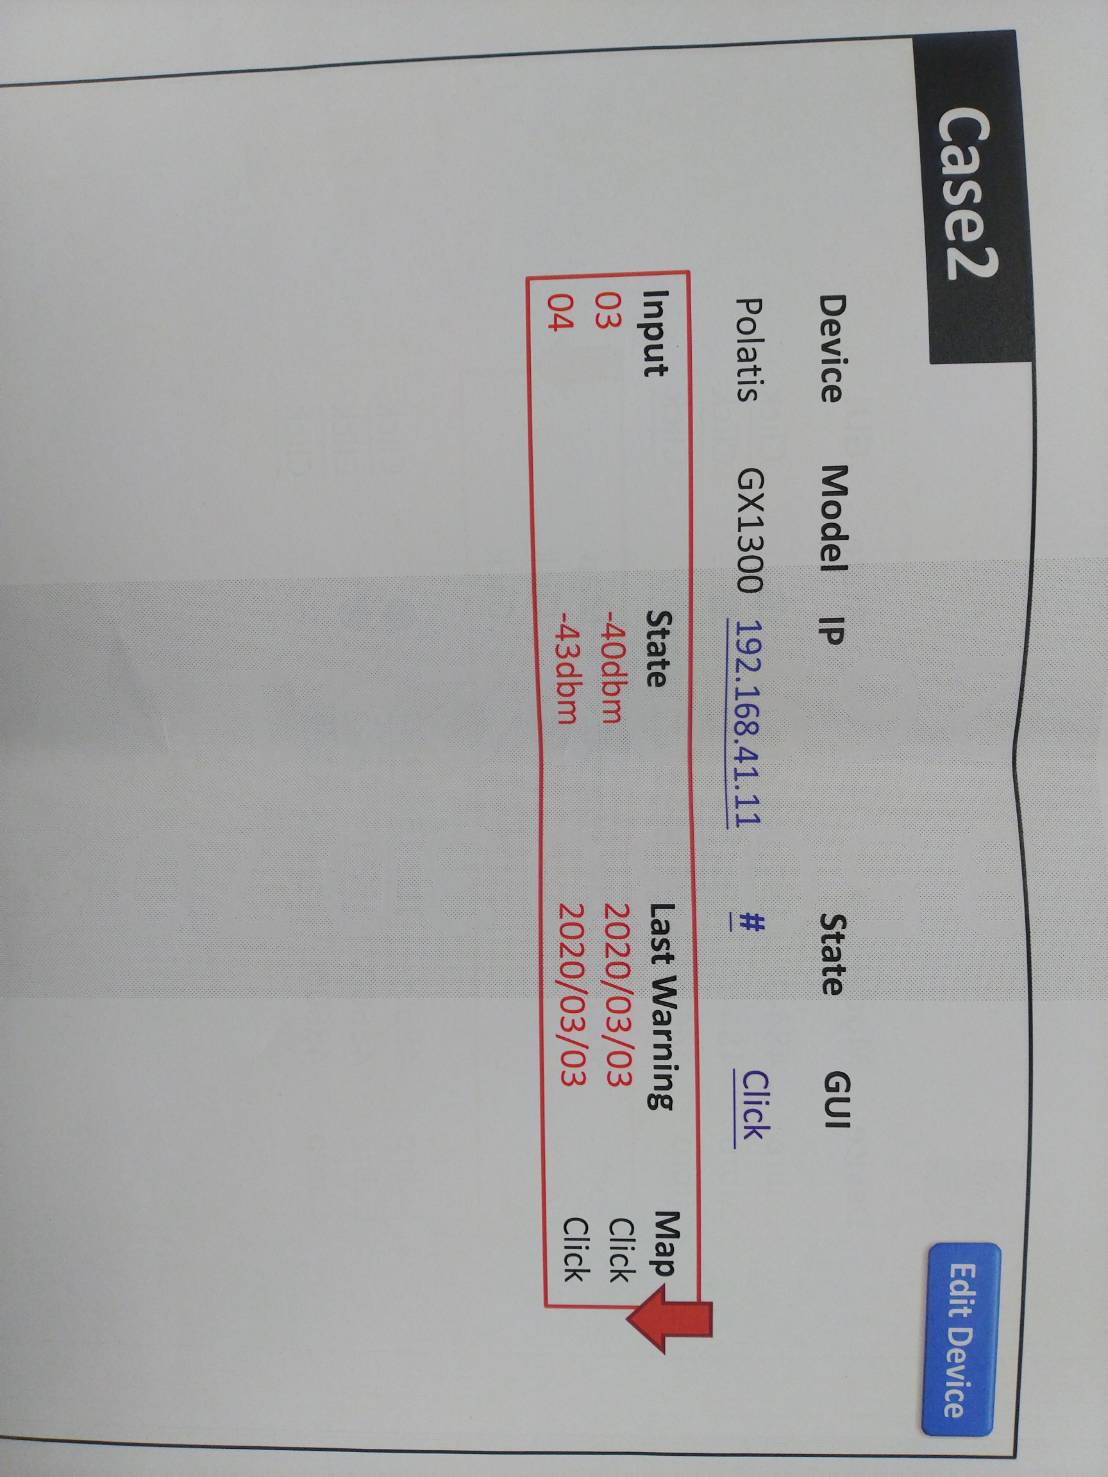 Case2
Edit Device
Device Model IP State GUI
Polatis GX1300 192.168.41.11 # Click
Input State Last Warning Map
03 -40dbm 2020/03/03 Click
04 -43dbm 2020/03/03 Click